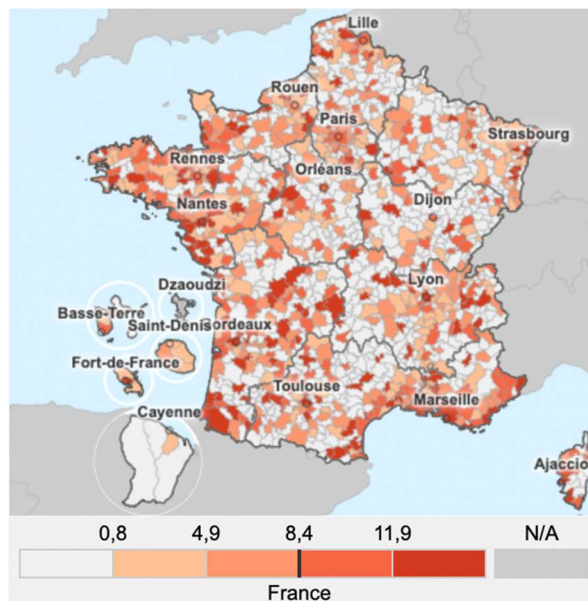 Lille
Rouen
Paris
Strasbourg
Rennes
Orléans
Nantes
Dijon
Dzaoudzi
Lyon
Basse-Terre
Saint-Denis
ordeaux
Fort-de-France
Toulouse
Marseille
Cayenne
Ajaccio
0,8 4,9 8,4 11,9 N/A
France